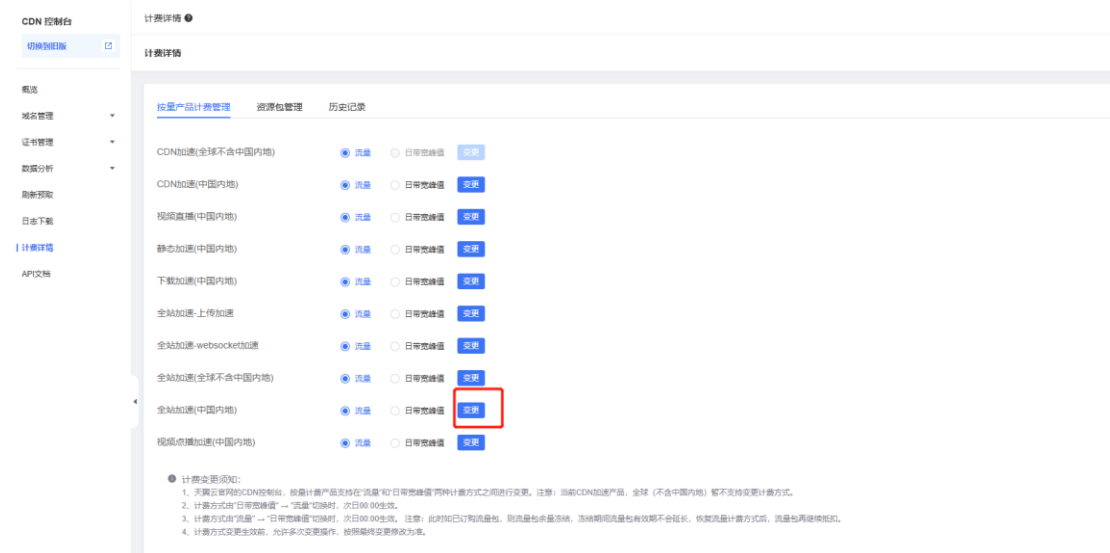 CDN 控制台
切换到旧版
概览
域名管理
证书管理
数据分析
刷新预取
日志下载
计费详情
API文档
计费详情
计费详情
按量产品计费管理 资源包管理 历史记录
CDN加速(全球不含中国内地) 流量 日带宽峰值 变更
CDN加速(中国内地) 流量 日带宽峰值 变更
视频直播(中国内地) 流量 日带宽峰值 变更
静态加速(中国内地) 流量 日带宽峰值 变更
下载加速(中国内地) 流量 日带宽峰值 变更
全站加速-上传加速 流量 日带宽峰值 变更
全站加速-websocket加速 流量 日带宽峰值 变更
全站加速(全球不含中国内地) 流量 日带宽峰值 变更
全站加速(中国内地) 流量 日带宽峰值 变更
视频点播加速(中国内地) 流量 日带宽峰值 变更
计费变更须知:
1、天翼云官网的CDN控制台，按量计费产品支持在"流量"和"日带宽峰值"两种计费方式之间进行变更。注意：当前CDN加速产品，全球（不含中国内地）暂不支持变更计费方式。
2、计费方式由"日带宽峰值" → "流量"切换时，次日00:00生效。
3、计费方式由"流量" → "日带宽峰值"切换时，次日00:00生效。 注意：此时如已订购流量包，则流量包余量冻结，冻结期间流量包有效期不会延长，恢复流量计费方式后，流量包再继续抵扣。
4、计费方式变更生效前，允许多次变更操作，按照最终变更修改为准。